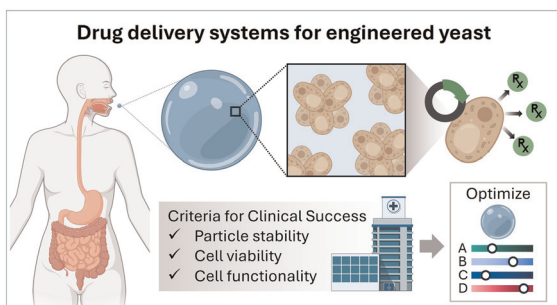 Drug delivery systems for engineered yeast
Rx
Rx
Rx
Criteria for Clinical Success
✓ Particle stability
✓ Cell viability
✓ Cell functionality
Optimize
A
B
C
D